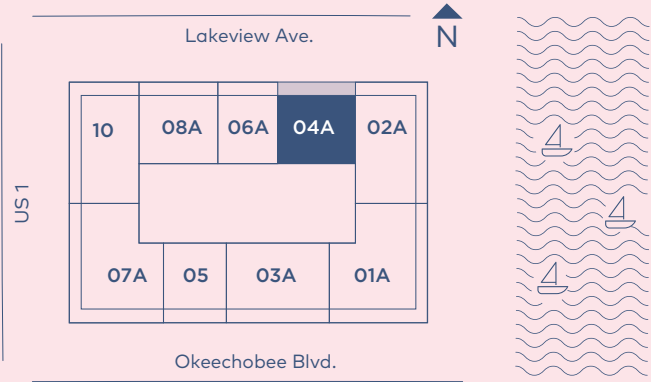 Lakeview Ave.
N
10
08A
06A
04A
02A
US 1
07A
05
03A
01A
Okeechobee Blvd.